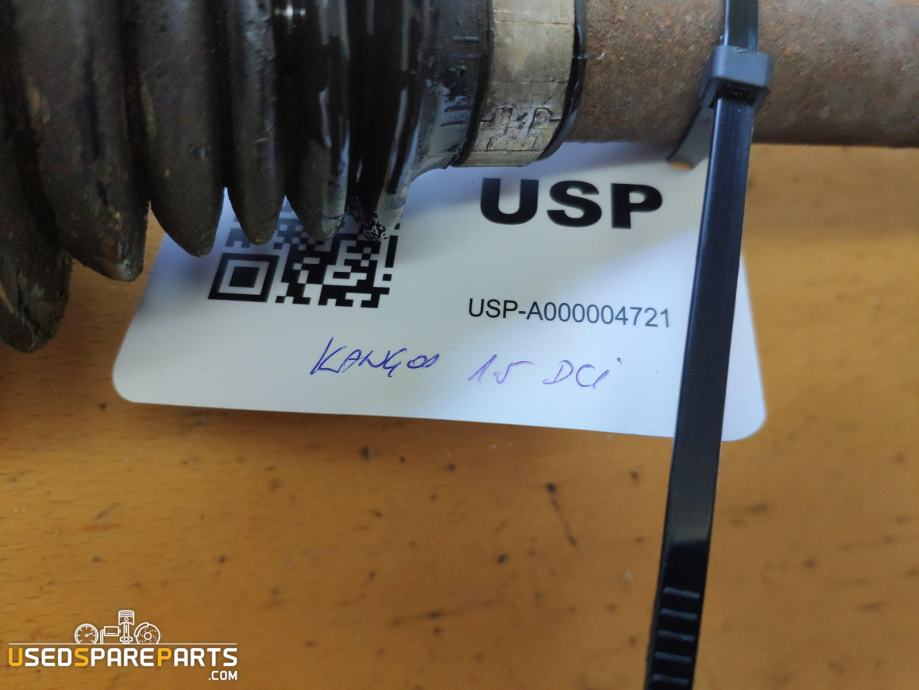 USP
USP-A000004721
KANGOO 1.5 DCi
USEDSPAREPARTS
.COM